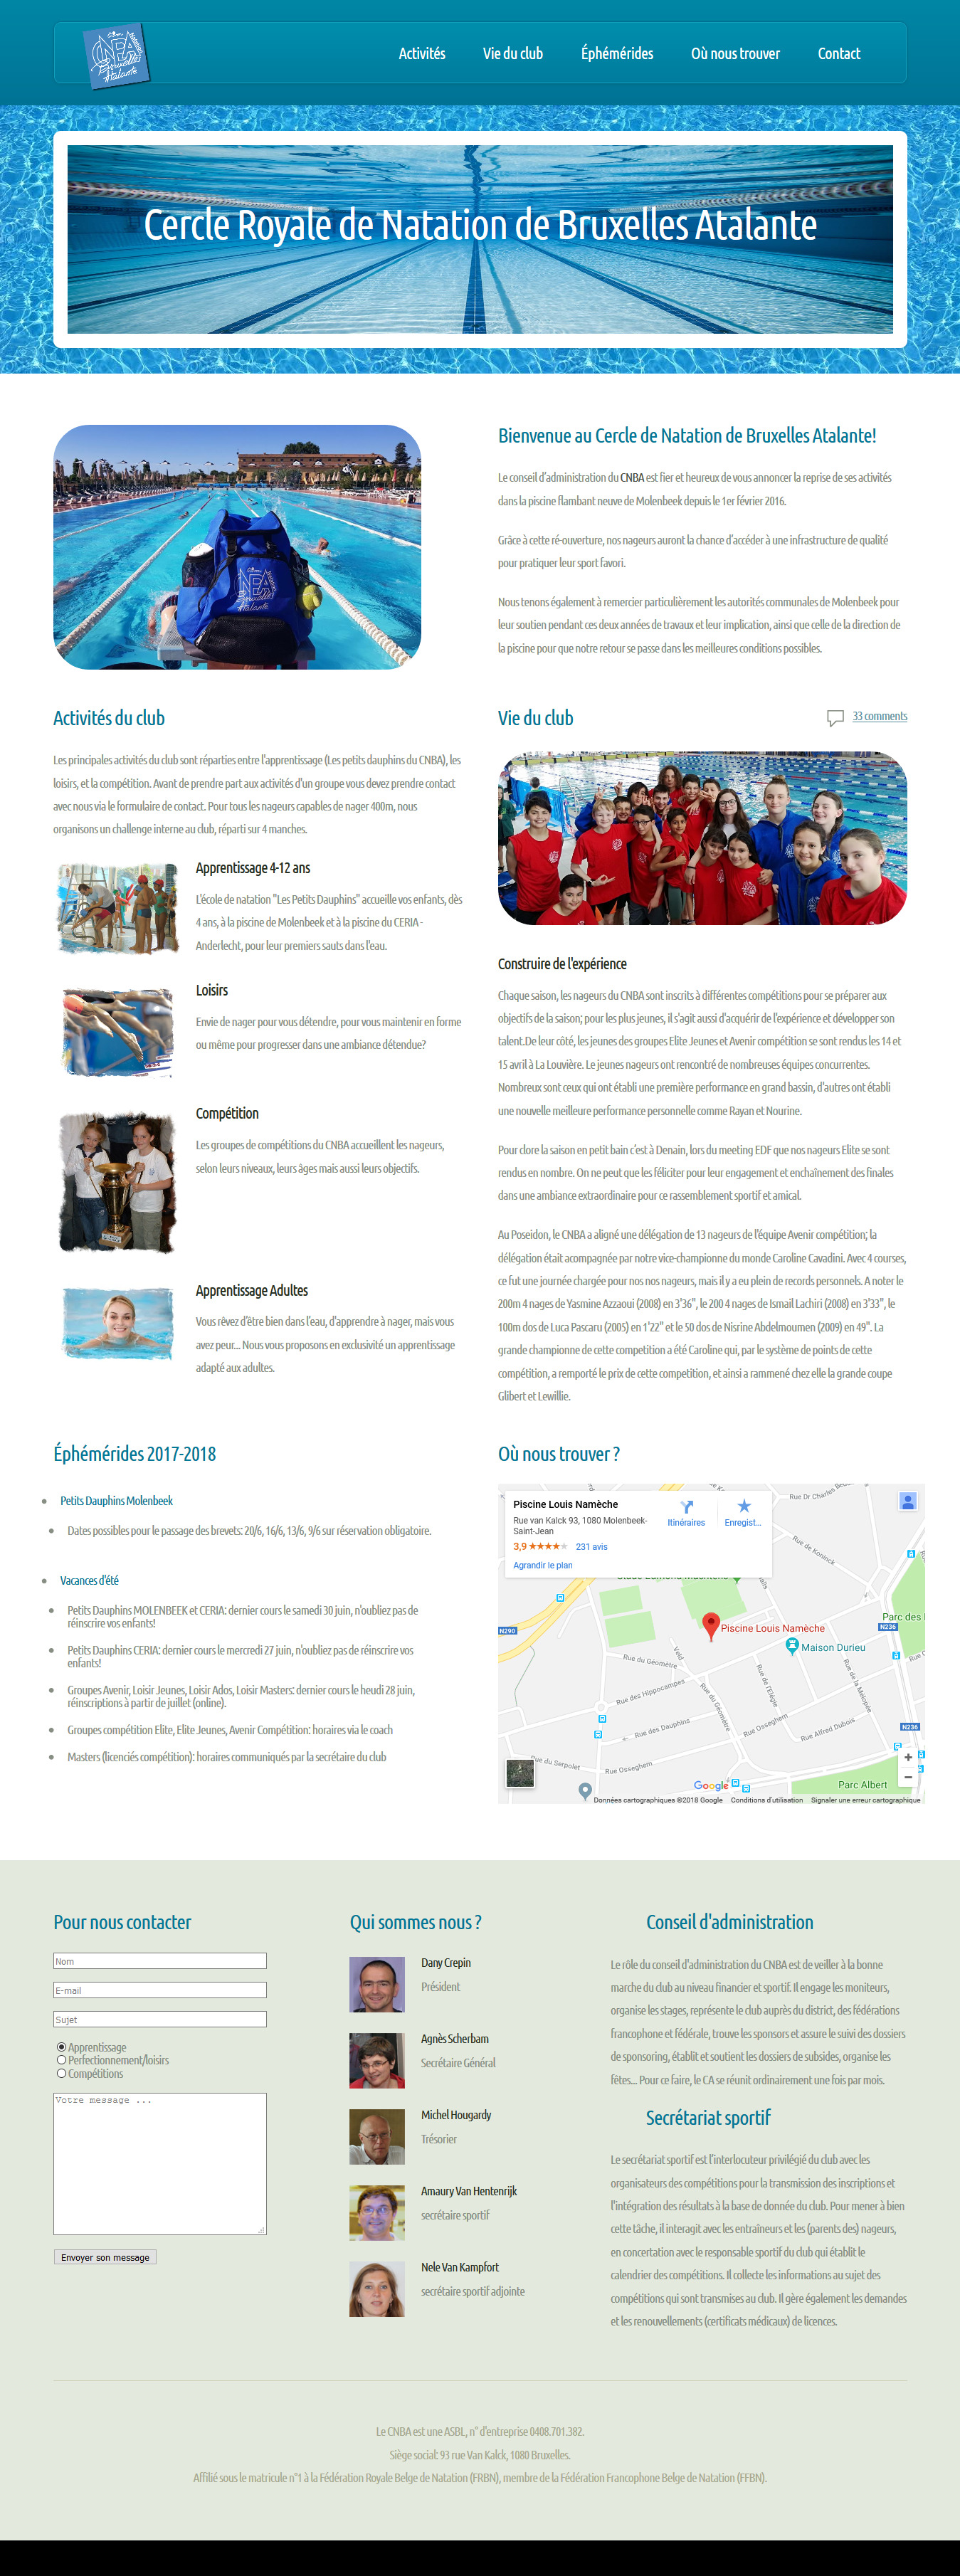 CNBA
Bruxelles
Atalante
Activités Vie du club Éphémérides Où nous trouver Contact
Cercle Royale de Natation de Bruxelles Atalante
Bienvenue au Cercle de Natation de Bruxelles Atalante!
Le conseil d'administration du CNBA est fier et heureux de vous annoncer la reprise de ses activités
dans la piscine flambant neuve de Molenbeek depuis le 1er février 2016.
Grâce à cette ré-ouverture, nos nageurs auront la chance d'accéder à une infrastructure de qualité
pour pratiquer leur sport favori.
Nous tenons également à remercier particulièrement les autorités communales de Molenbeek pour
leur soutien pendant ces deux années de travaux et leur implication, ainsi que celle de la direction de
la piscine pour que notre retour se passe dans les meilleures conditions possibles.
Activités du club
Les principales activités du club sont réparties entre l'apprentissage (Les petits dauphins du CNBA), les
loisirs, et la compétition. Avant de prendre part aux activités d'un groupe vous devez prendre contact
avec nous via le formulaire de contact. Pour tous les nageurs capables de nager 400m, nous
organisons un challenge interne au club, réparti sur 4 manches.
Apprentissage 4-12 ans
L'école de natation "Les Petits Dauphins" accueille vos enfants, dès
4 ans, à la piscine de Molenbeek et à la piscine du CERIA -
Anderlecht, pour leur premiers sauts dans l'eau.
Loisirs
Envie de nager pour vous détendre, pour vous maintenir en forme
ou même pour progresser dans une ambiance détendue?
Compétition
Les groupes de compétitions du CNBA accueillent les nageurs,
selon leurs niveaux, leurs âges mais aussi leurs objectifs.
Apprentissage Adultes
Vous rêvez d'être bien dans l'eau, d'apprendre à nager, mais vous
avez peur... Nous vous proposons en exclusivité un apprentissage
adapté aux adultes.
Vie du club
33 comments
Construire de l'expérience
Chaque saison, les nageurs du CNBA sont inscrits à différentes compétitions pour se préparer aux
objectifs de la saison; pour les plus jeunes, il s'agit aussi d'acquérir de l'expérience et développer son
talent.De leur côté, les jeunes des groupes Elite Jeunes et Avenir compétition se sont rendus les 14 et
15 avril à La Louvière. Le jeunes nageurs ont rencontré de nombreuses équipes concurrentes.
Nombreux sont ceux qui ont établi une première performance en grand bassin, d'autres ont établi
une nouvelle meilleure performance personnelle comme Rayan et Nourine.
Pour clore la saison en petit bain c'est à Denain, lors du meeting EDF que nos nageurs Elite se sont
rendus en nombre. On ne peut que les féliciter pour leur engagement et enchaînement des finales
dans une ambiance extraordinaire pour ce rassemblement sportif et amical.
Au Poseidon, le CNBA a aligné une délégation de 13 nageurs de l'équipe Avenir compétition; la
délégation était acompagnée par notre vice-championne du monde Caroline Cavadini. Avec 4 courses,
ce fut une journée chargée pour nos nos nageurs, mais il y a eu plein de records personnels. A noter le
200m 4 nages de Yasmine Azzaoui (2008) en 3'36", le 200 4 nages de Ismail Lachiri (2008) en 3'33", le
100m dos de Luca Pascaru (2005) en 1'22" et le 50 dos de Nisrine Abdelmoumen (2009) en 49". La
grande championne de cette competition a été Caroline qui, par le système de points de cette
compétition, a remporté le prix de cette competition, et ainsi a rammené chez elle la grande coupe
Glibert et Lewillie.
Éphémérides 2017-2018
Petits Dauphins Molenbeek
Dates possibles pour le passage des brevets: 20/6, 16/6, 13/6, 9/6 sur réservation obligatoire.
Vacances d'été
Petits Dauphins MOLENBEEK et CERIA: dernier cours le samedi 30 juin, n'oubliez pas de
réinscrire vos enfants!
Petits Dauphins CERIA: dernier cours le mercredi 27 juin, n'oubliez pas de réinscrire vos
enfants!
Groupes Avenir, Loisir Jeunes, Loisir Ados, Loisir Masters: dernier cours le heudi 28 juin,
réinscriptions à partir de juillet (online).
Groupes compétition Elite, Elite Jeunes, Avenir Compétition: horaires via le coach
Masters (licenciés compétition): horaires communiqués par la secrétaire du club
Où nous trouver ?
Piscine Louis Namèche
Rue van Kalck 93, 1080 Molenbeek-
Saint-Jean
3,9 231 avis
Agrandir le plan
Itinéraires Enregist...
Rue Dr Charles
Rue de Koninck
N290
Piscine Louis Namèche
Maison Durieu
Parc des
N236
Rue du Géomètre
Veld
Rue des Hippocampes
Rue du Géomètre
Rue de l'Elégie
Rue de la Mélopée
Rue des Dauphins
Rue Osseghem
Rue Alfred Dubois
N236
Rue du Serpolet
Rue Osseghem
Parc Albert
Google
Données cartographiques ©2018 Google Conditions d'utilisation Signaler une erreur cartographique
Pour nous contacter
Nom
E-mail
Sujet
Apprentissage
Perfectionnement/loisirs
Compétitions
Votre message ...
Envoyer son message
Qui sommes nous ?
Dany Crepin
Président
Agnès Scherbam
Secrétaire Général
Michel Hougardy
Trésorier
Amaury Van Hentenrijk
secrétaire sportif
Nele Van Kampfort
secrétaire sportif adjointe
Conseil d'administration
Le rôle du conseil d'administration du CNBA est de veiller à la bonne
marche du club au niveau financier et sportif. Il engage les moniteurs,
organise les stages, représente le club auprès du district, des fédérations
francophone et fédérale, trouve les sponsors et assure le suivi des dossiers
de sponsoring, établit et soutient les dossiers de subsides, organise les
fêtes... Pour ce faire, le CA se réunit ordinairement une fois par mois.
Secrétariat sportif
Le secrétariat sportif est l'interlocuteur privilégié du club avec les
organisateurs des compétitions pour la transmission des inscriptions et
l'intégration des résultats à la base de donnée du club. Pour mener à bien
cette tâche, il interagit avec les entraîneurs et les (parents des) nageurs,
en concertation avec le responsable sportif du club qui établit le
calendrier des compétitions. Il collecte les informations au sujet des
compétitions qui sont transmises au club. Il gère également les demandes
et les renouvellements (certificats médicaux) de licences.
Le CNBA est une ASBL, n° d'entreprise 0408.701.382.
Siège social: 93 rue Van Kalck, 1080 Bruxelles.
Affilié sous le matricule n°1 à la Fédération Royale Belge de Natation (FRBN), membre de la Fédération Francophone Belge de Natation (FFBN).